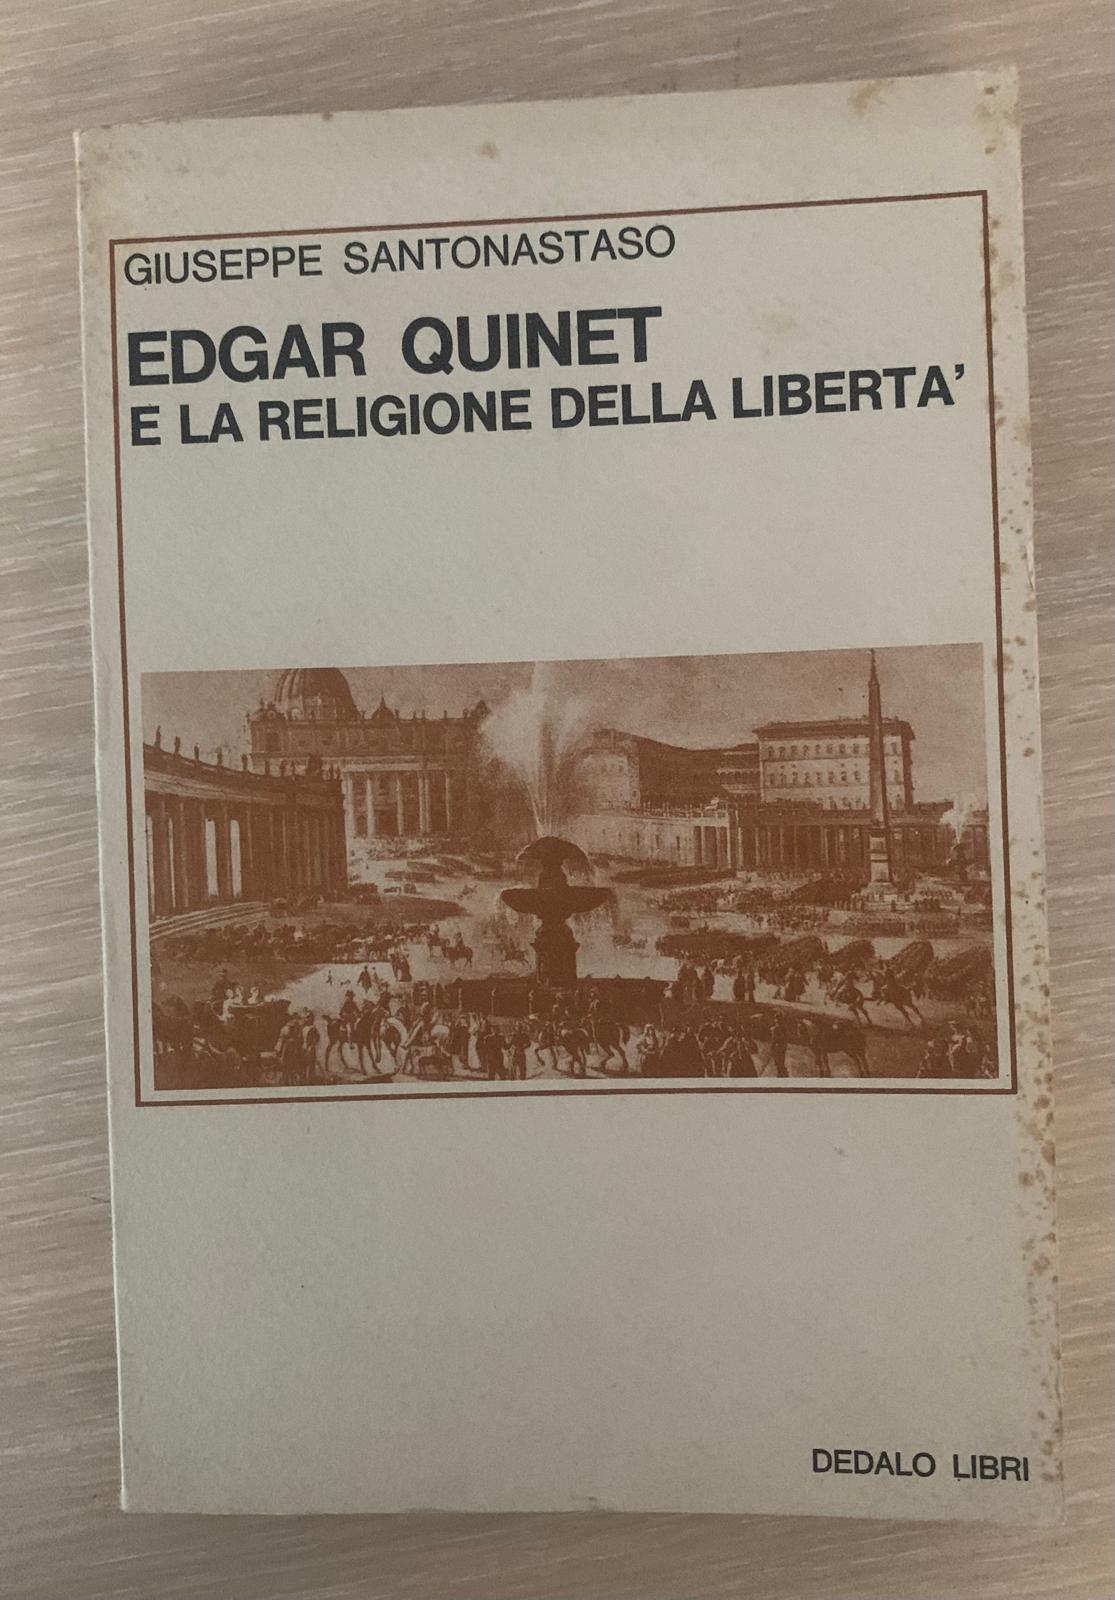 GIUSEPPE SANTONASTASO
EDGAR QUINET
E LA RELIGIONE DELLA LIBERTA'
DEDALO LIBRI